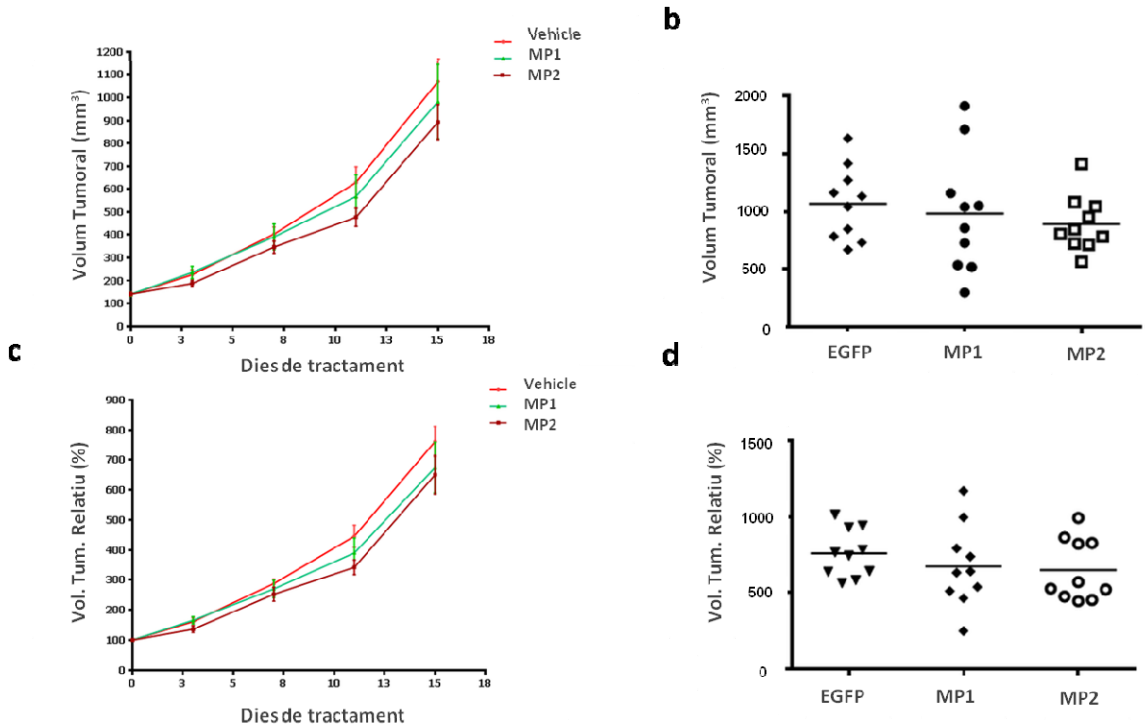 Vehicle
MP1
MP2
1200
1100
1000
900
800
700
600
500
400
300
200
100
0
Volum Tumoral (mm³)
0 3 5 8 10 13 15 18
Dies de tractament
b
2000
1500
1000
500
0
Volum Tumoral (mm³)
EGFP MP1 MP2
c
Vehicle
MP1
MP2
900
800
700
600
500
400
300
200
100
0
Vol. Tum. Relatiu (%)
0 3 5 8 10 13 15 18
Dies de tractament
d
1500
1000
500
0
Vol. Tum. Relatiu (%)
EGFP MP1 MP2